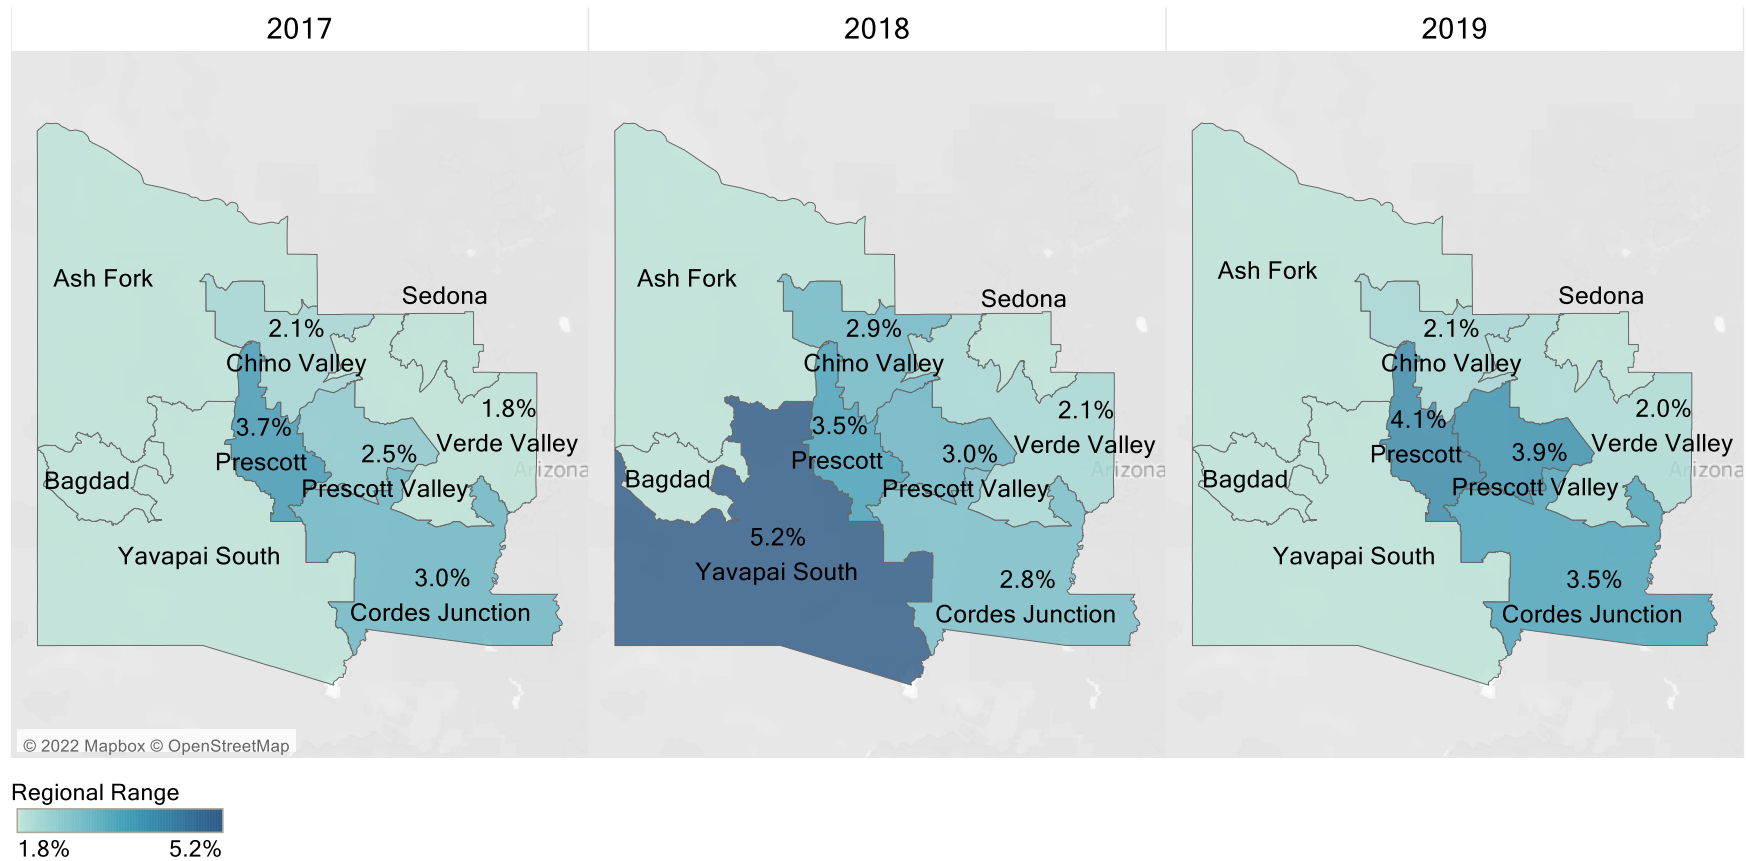 2017
2018
2019
Ash Fork
Sedona
2.1%
Chino Valley
1.8%
3.7%
Verde Valley
2.5%
Prescott
Arizona
Bagdad
Prescott Valley
Yavapai South
3.0%
Cordes Junction
Ash Fork
Sedona
2.9%
Chino Valley
2.1%
3.5%
Verde Valley
3.0%
Prescott
Arizona
Bagdad
Prescott Valley
5.2%
Yavapai South
2.8%
Cordes Junction
Ash Fork
Sedona
2.1%
Chino Valley
2.0%
4.1%
Verde Valley
3.9%
Prescott
Arizona
Bagdad
Prescott Valley
Yavapai South
3.5%
Cordes Junction
© 2022 Mapbox © OpenStreetMap
Regional Range
1.8%
5.2%